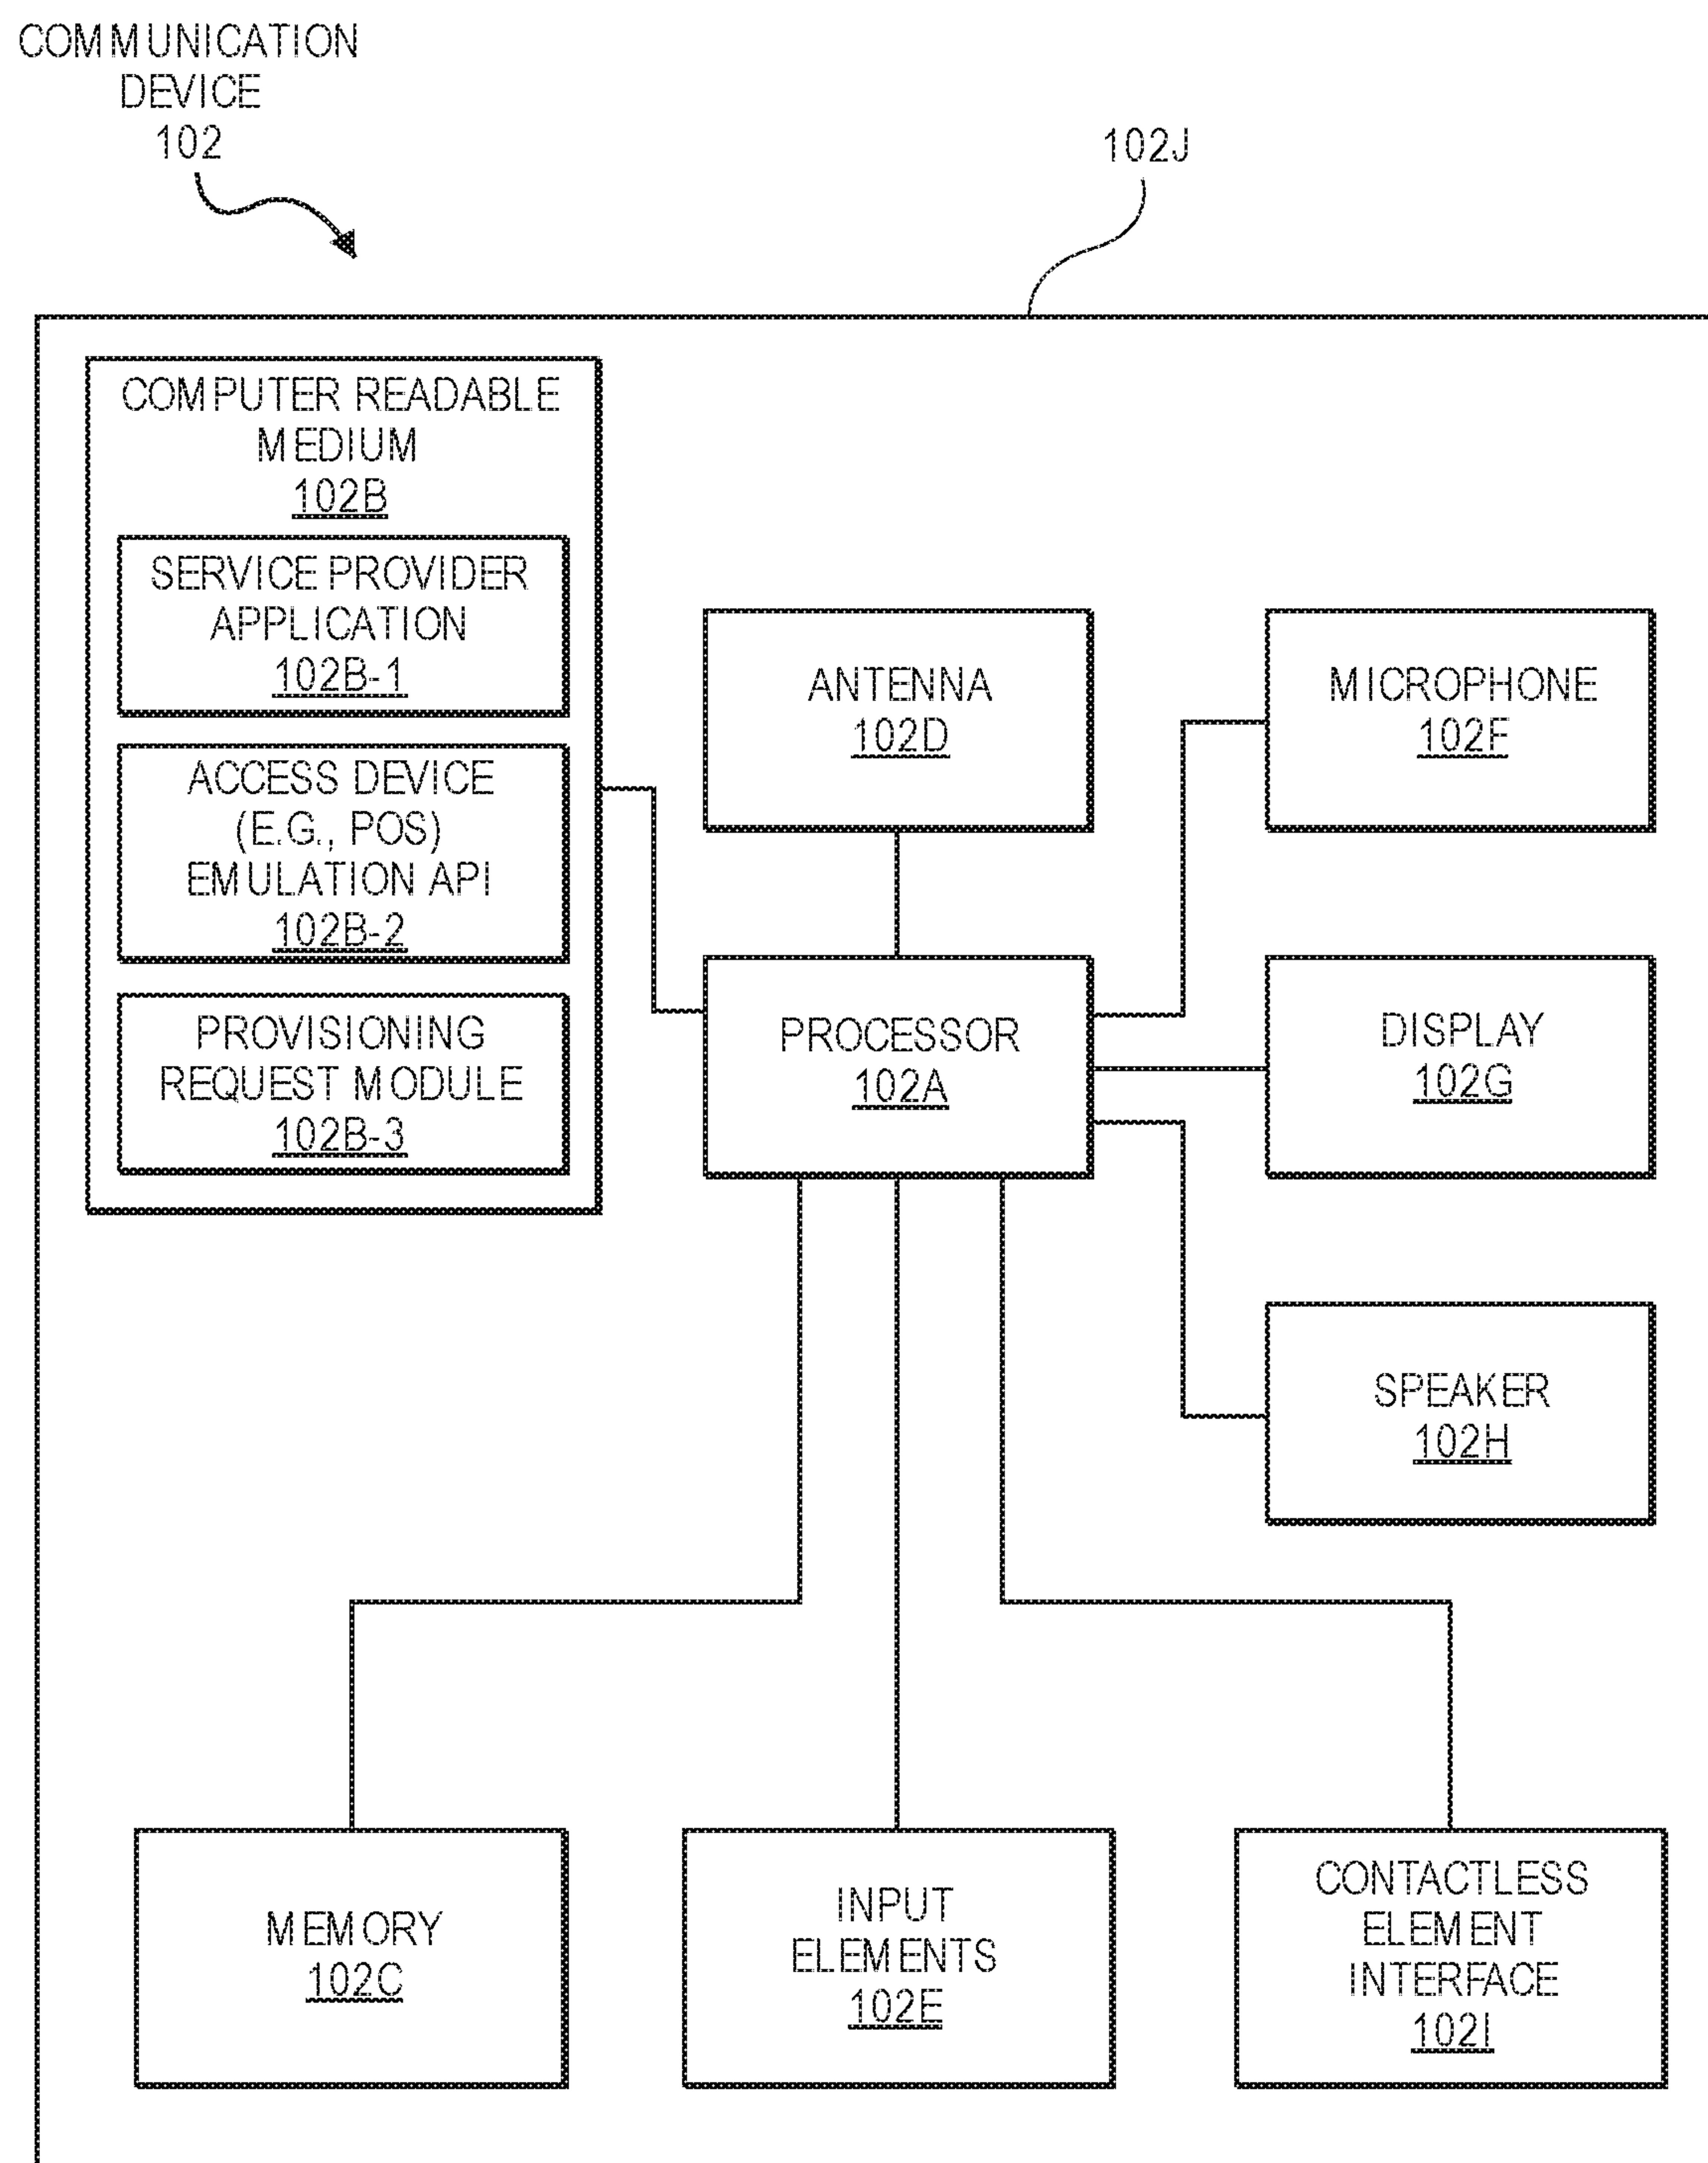 COMMUNICATION
DEVICE
102
102J
COMPUTER READABLE
MEDIUM
102B
SERVICE PROVIDER
APPLICATION
102B-1
ACCESS DEVICE
(E.G., POS)
EMULATION API
102B-2
PROVISIONING
REQUEST MODULE
102B-3
ANTENNA
102D
MICROPHONE
102F
PROCESSOR
102A
DISPLAY
102G
SPEAKER
102H
MEMORY
102C
INPUT
ELEMENTS
102E
CONTACTLESS
ELEMENT
INTERFACE
102I